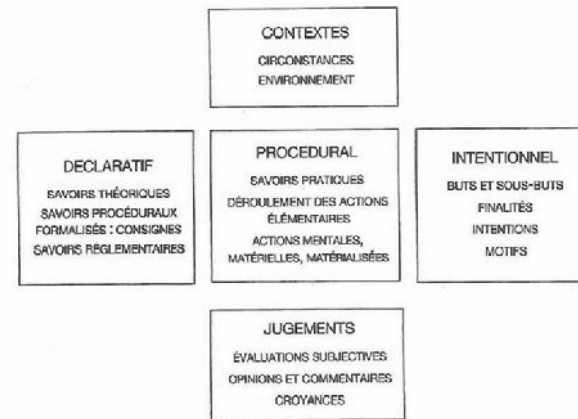 CONTEXTES
CIRCONSTANCES
ENVIRONNEMENT
DECLARATIF
SAVOIRS THÉORIQUES
SAVOIRS PROCÉDURAUX
FORMALISÉS : CONSIGNES
SAVOIRS RÉGLEMENTAIRES
PROCEDURAL
SAVOIRS PRATIQUES
DÉROULEMENT DES ACTIONS
ÉLÉMENTAIRES
ACTIONS MENTALES,
MATÉRIELLES, MATÉRIALISÉES
INTENTIONNEL
BUTS ET SOUS-BUTS
FINALITÉS
INTENTIONS
MOTIFS
JUGEMENTS
ÉVALUATIONS SUBJECTIVES
OPINIONS ET COMMENTAIRES
CROYANCES